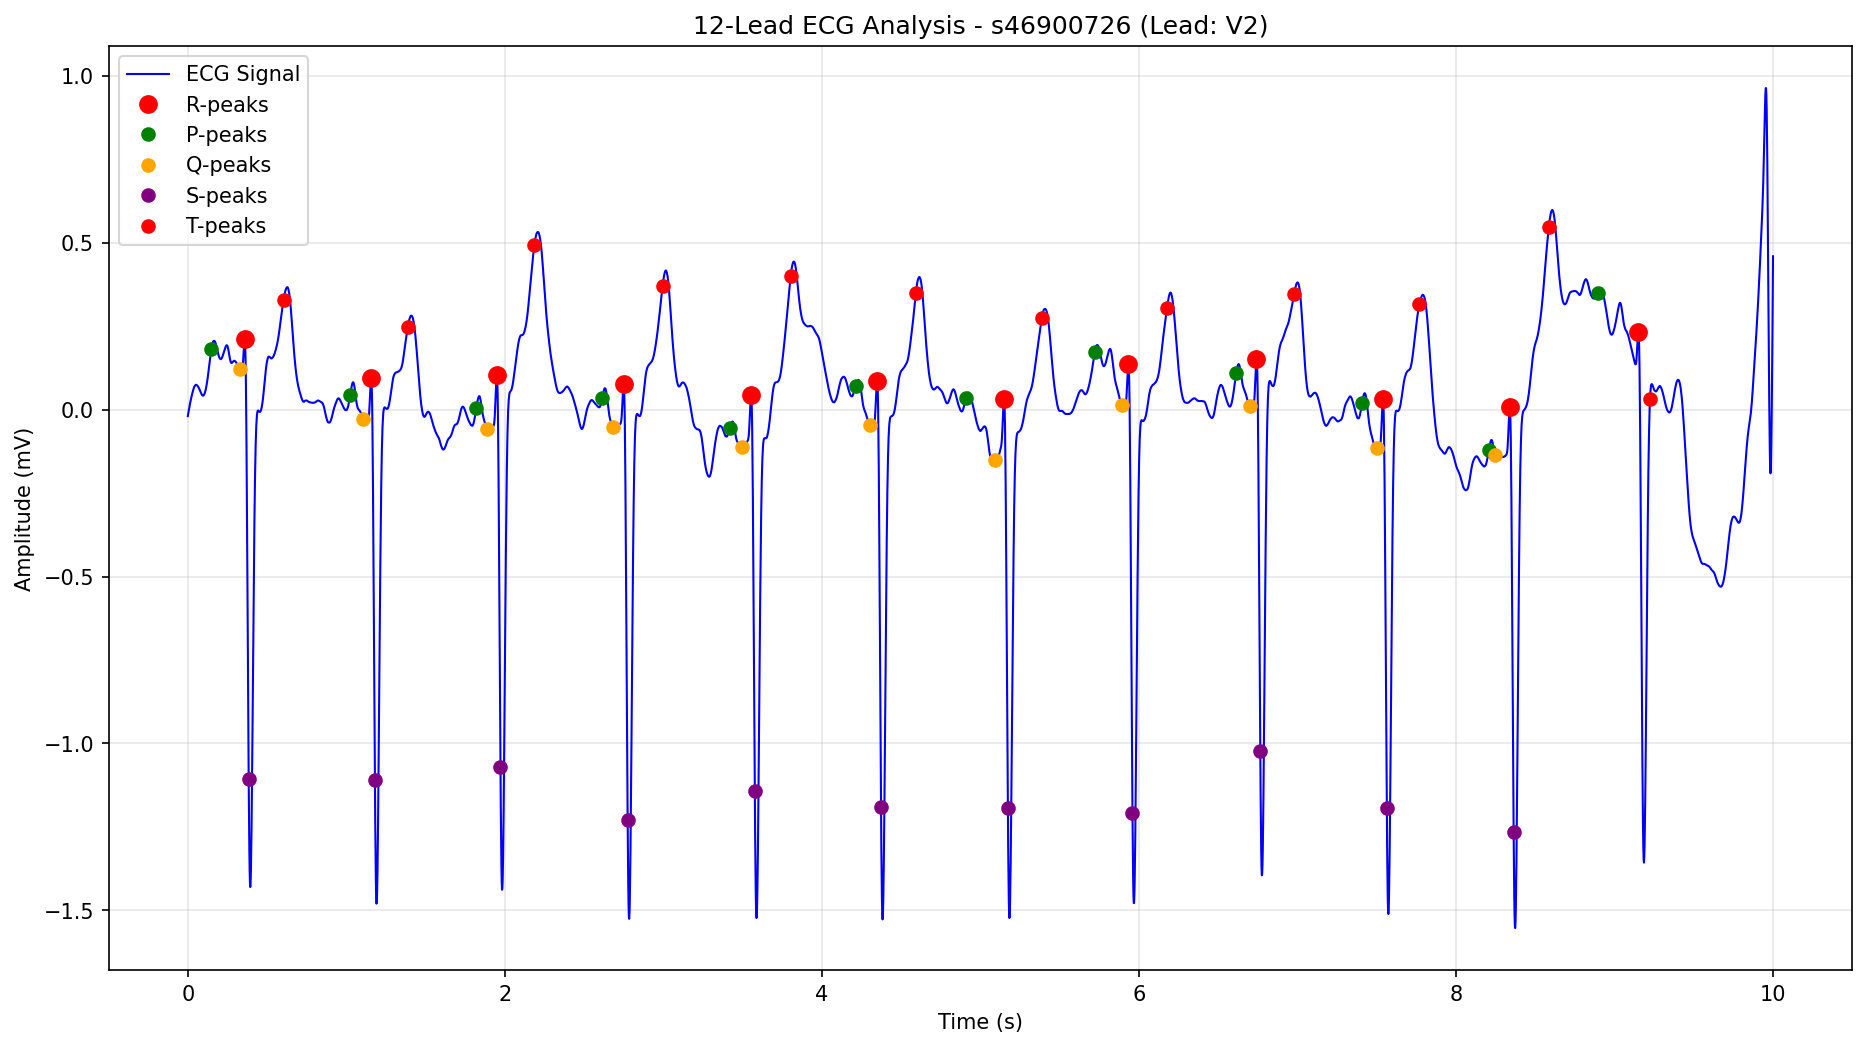 12-Lead ECG Analysis - s46900726 (Lead: V2)
ECG Signal
R-peaks
P-peaks
Q-peaks
S-peaks
T-peaks
1.0
0.5
0.0
−0.5
−1.0
−1.5
Amplitude (mV)
0 2 4 6 8 10
Time (s)